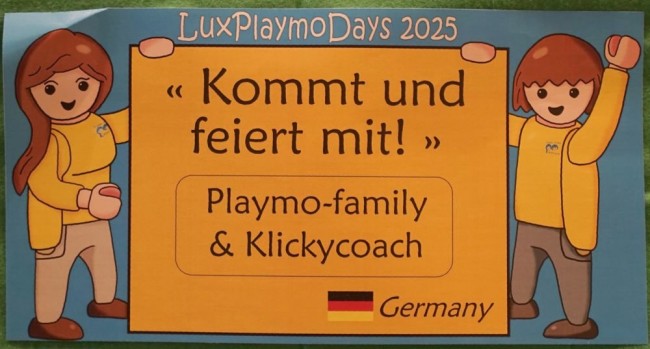 LuxPlaymoDays 2025
« Kommt und
feiert mit! »
Playmo-family
& Klickycoach
Germany